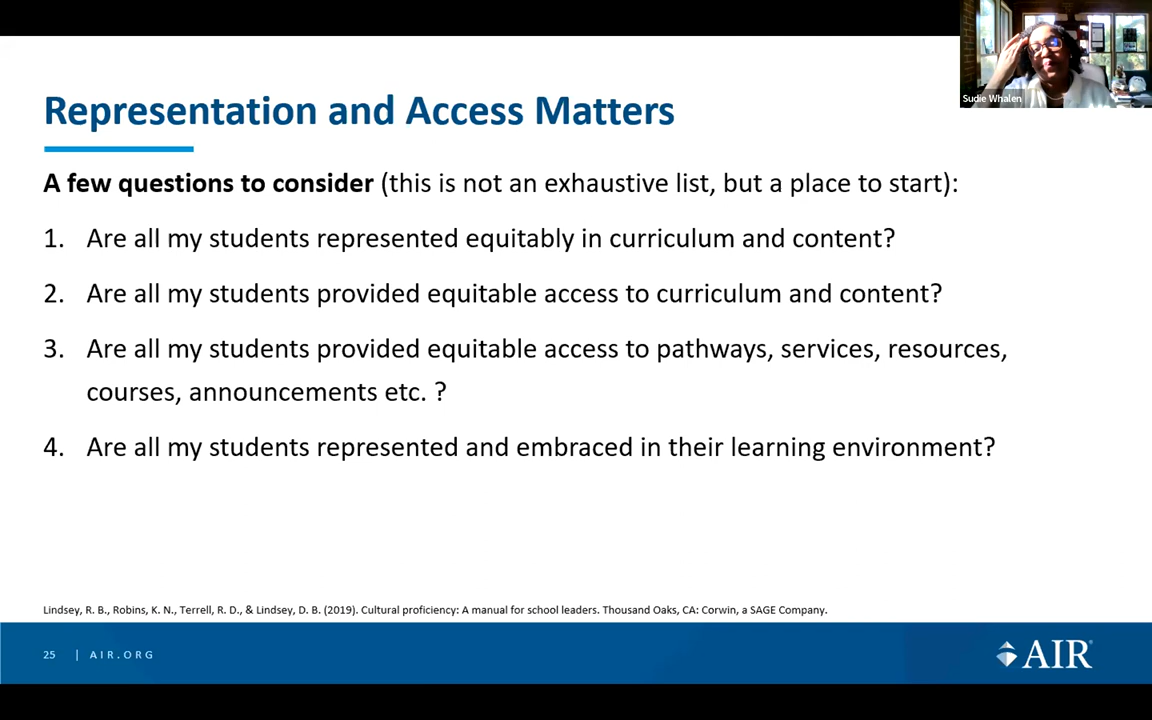 Sudie Whalen
Representation and Access Matters
A few questions to consider (this is not an exhaustive list, but a place to start):
1. Are all my students represented equitably in curriculum and content?
2. Are all my students provided equitable access to curriculum and content?
3. Are all my students provided equitable access to pathways, services, resources,
courses, announcements etc. ?
4. Are all my students represented and embraced in their learning environment?
Lindsey, R. B., Robins, K. N., Terrell, R. D., & Lindsey, D. B. (2019). Cultural proficiency: A manual for school leaders. Thousand Oaks, CA: Corwin, a SAGE Company.
25 | AIR.ORG
AIR®